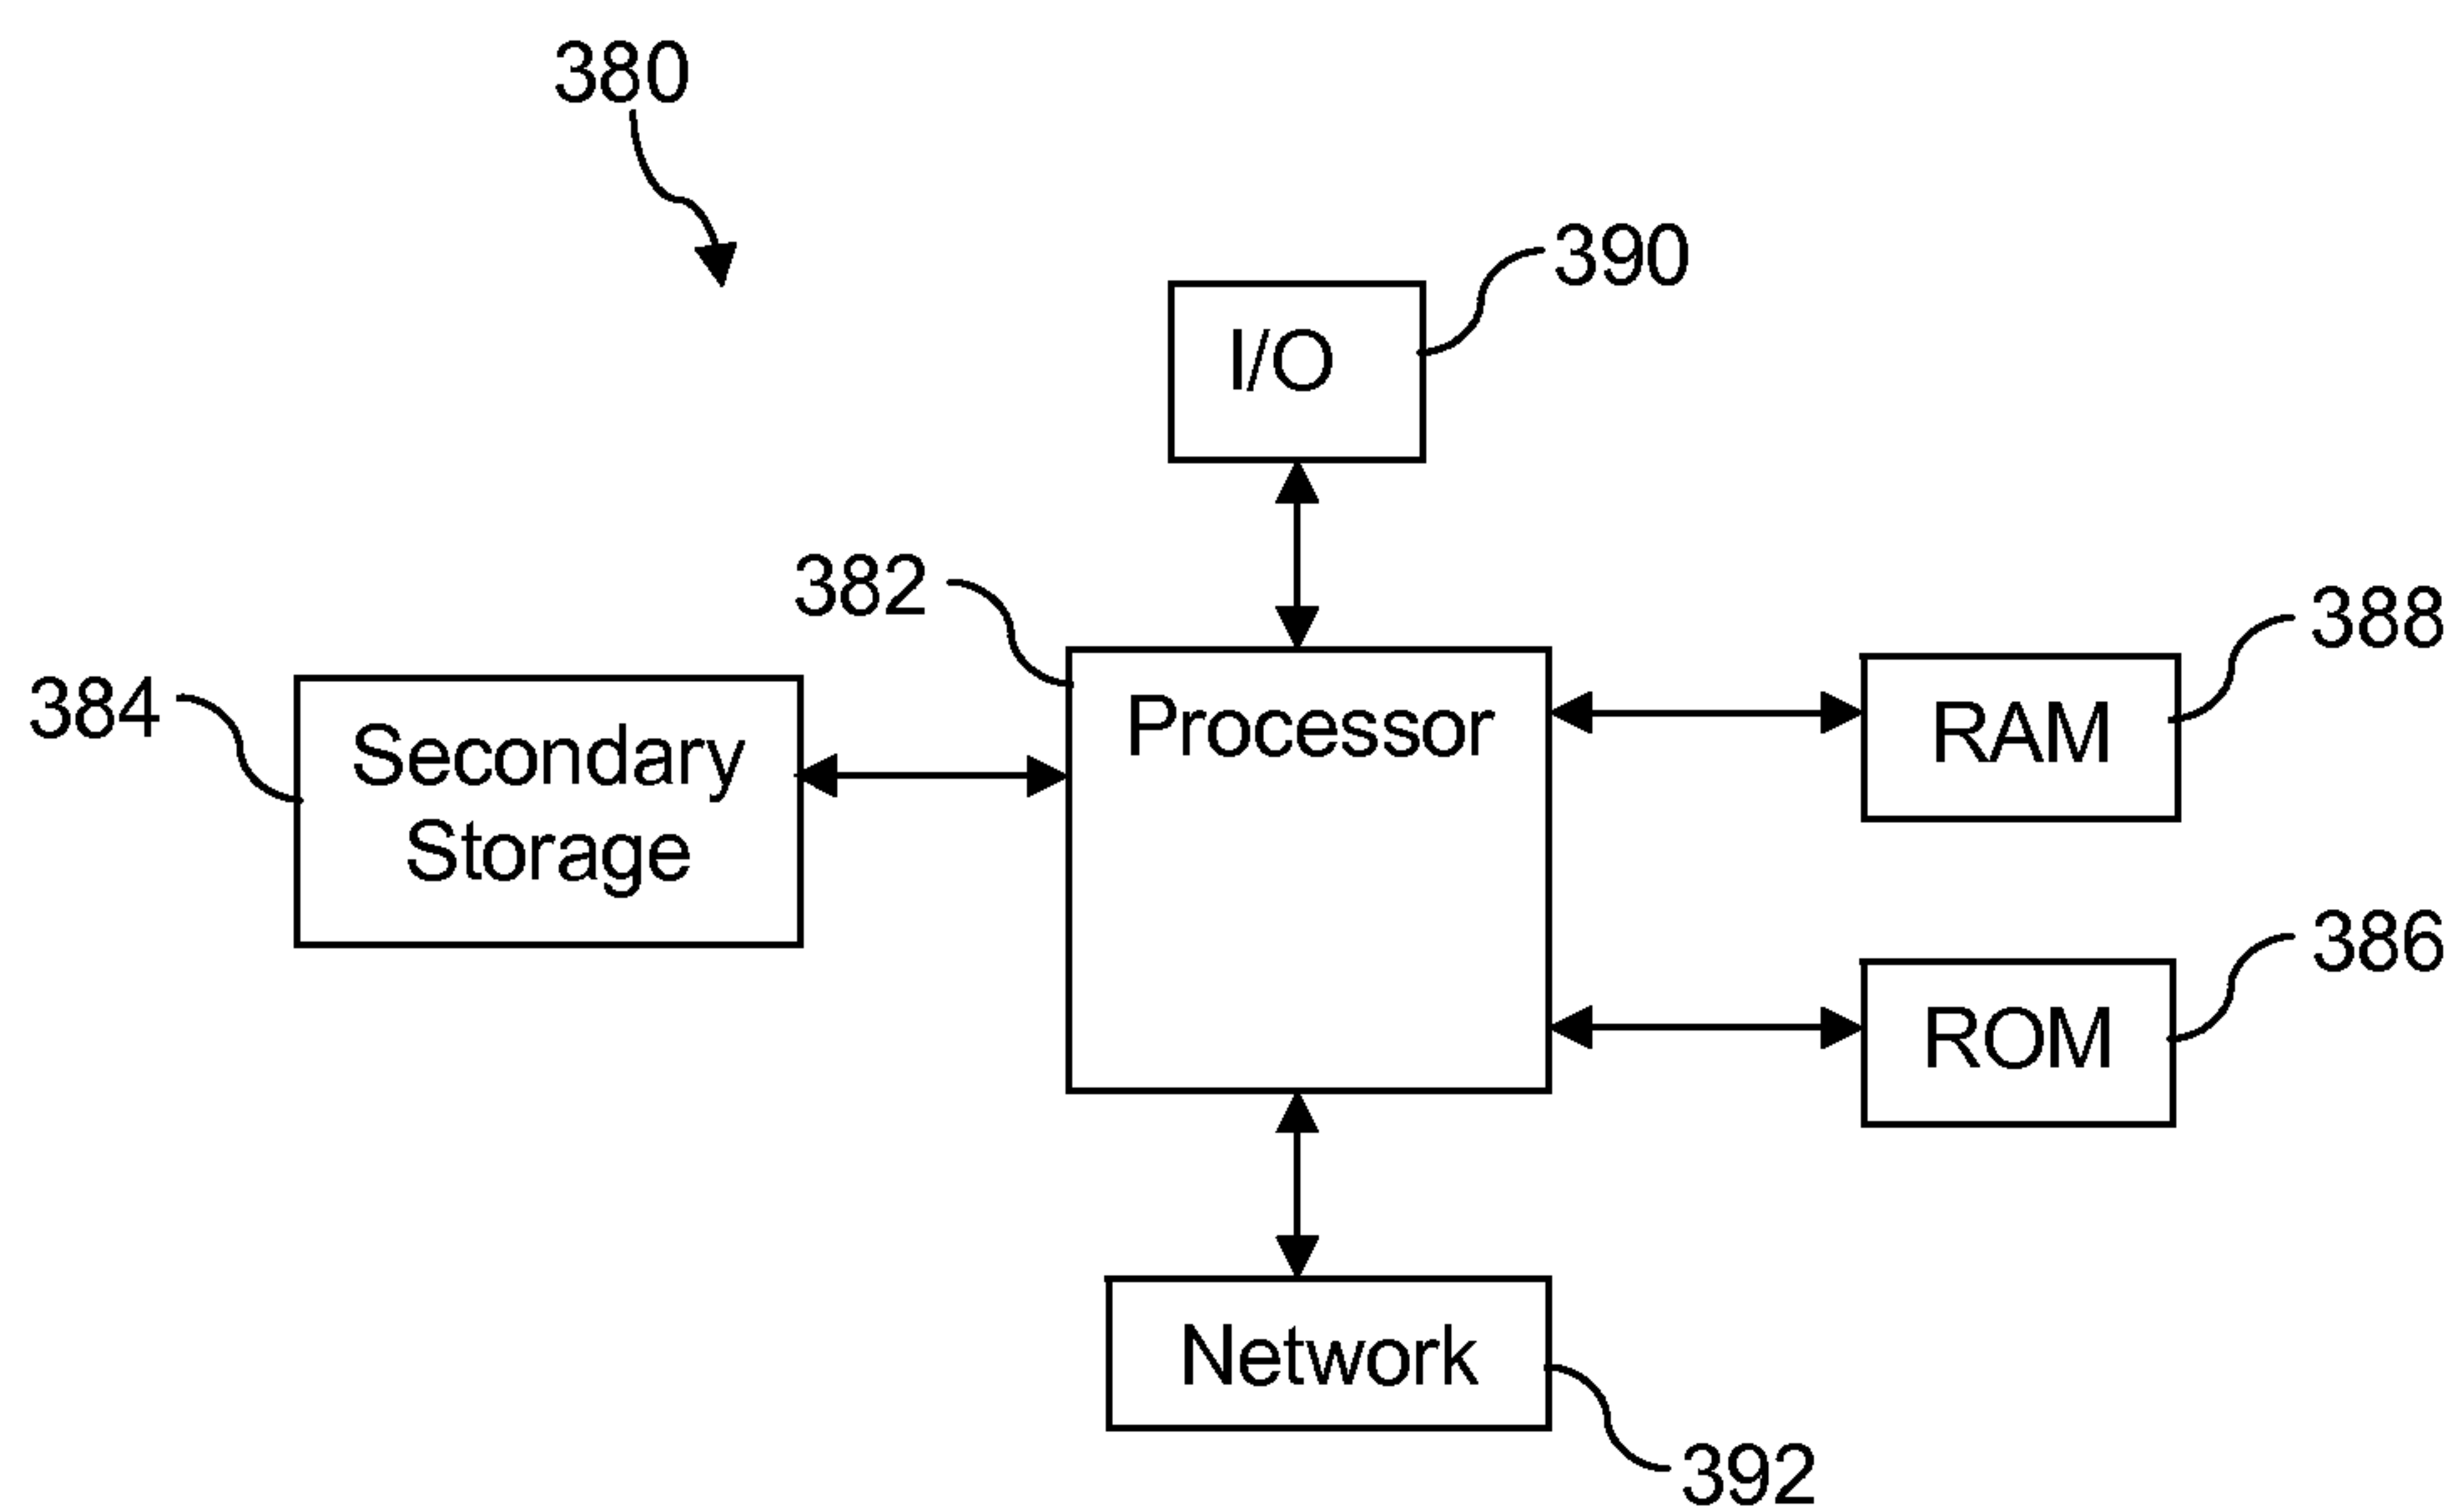 380
390
I/O
382
388
384
Processor
RAM
Secondary
Storage
386
ROM
Network
392